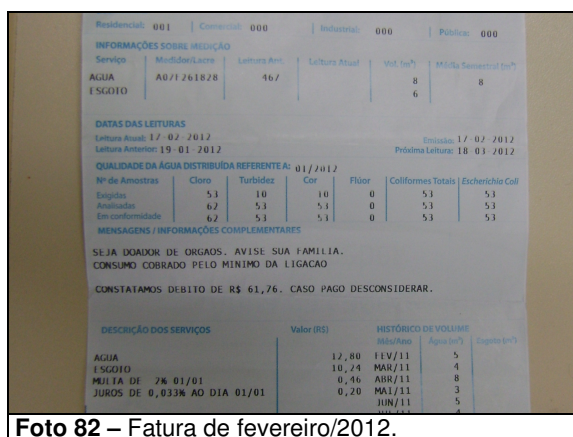 Residencial: 001 Comercial: 000 Industrial: 000 Pública: 000
INFORMAÇÕES SOBRE MEDIÇÃO
Serviço Medidor/Lacre Leitura Ant. Leitura Atual Vol. (m³) Média Semestral (m³)
AGUA A07F261828 467 8 8
ESGOTO 6
DATAS DAS LEITURAS
Leitura Atual: 17-02-2012 Emissão: 17-02-2012
Leitura Anterior: 19-01-2012 Próxima Leitura: 18-03-2012
QUALIDADE DA ÁGUA DISTRIBUÍDA REFERENTE A: 01/2012
Nº de Amostras Cloro Turbidez Cor Flúor Coliformes Totais Escherichia Coli
Exigidas 53 10 10 0 53 53
Analisadas 62 53 53 0 53 53
Em conformidade 62 53 53 0 53 53
MENSAGENS / INFORMAÇÕES COMPLEMENTARES
SEJA DOADOR DE ORGAOS. AVISE SUA FAMILIA.
CONSUMO COBRADO PELO MINIMO DA LIGACAO
CONSTATAMOS DEBITO DE R$ 61,76. CASO PAGO DESCONSIDERAR.
DESCRIÇÃO DOS SERVIÇOS Valor (R$) HISTÓRICO DE VOLUME
Mês/Ano Água (m³) Esgoto (m³)
AGUA 12,80 FEV/11 5
ESGOTO 10,24 MAR/11 4
MULTA DE 2% 01/01 0,46 ABR/11 8
JUROS DE 0,033% AO DIA 01/01 0,20 MAI/11 3
JUN/11 5
Foto 82 – Fatura de fevereiro/2012.